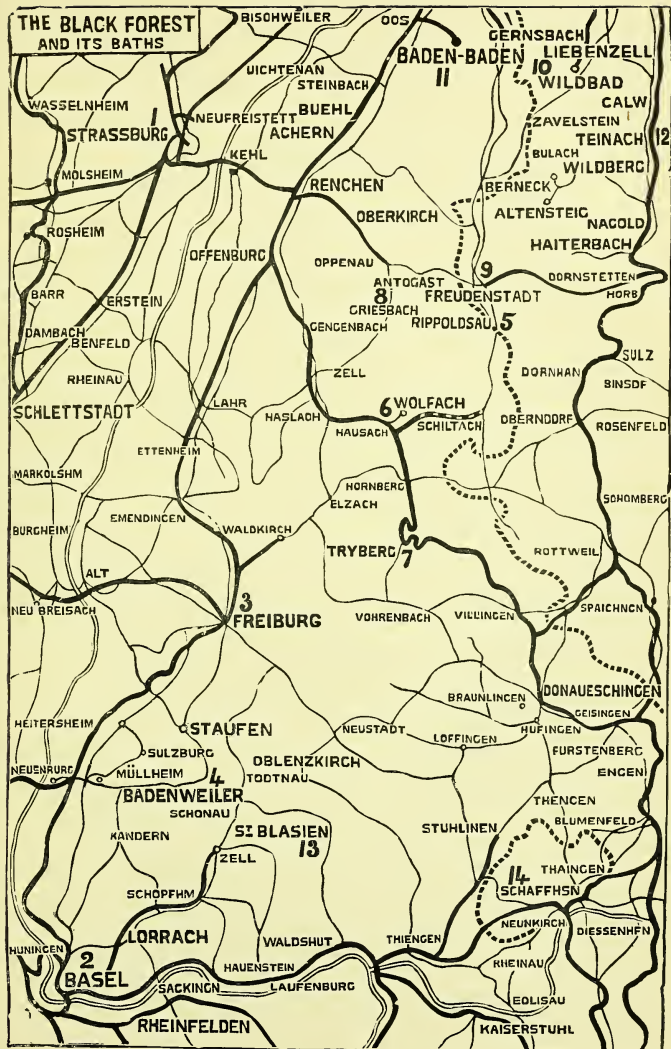 THE BLACK FOREST
AND ITS BATHS
BISCHWEILER
OOS
GERNSBACH
BADEN-BADEN
11
10
LIEBENZELL
UICHTENAN
STEINBACH
WILDBAD
WASSELNHEIM
1
NEUFREISTETT
BUEHL
CALW
ZAVELSTEIN
STRASSBURG
ACHERN
TEINACH
12
KEHL
BULACH
WILDBERG
MOLSHEIM
RENCHEN
BERNECK
OBERKIRCH
ALTENSTEIG
NAGOLD
ROSHEIM
HAITERBACH
OFFENBURG
OPPENAU
9
DORNSTETTEN
ANTOGAST
8
FREUDENSTADT
HORB
BARR
ERSTEIN
GRIESBACH
RIPPOLDSAU
5
GENGENBACH
DAMBACH
BENFELD
SULZ
RHEINAU
ZELL
DORNHAN
BINSDF
SCHLETTSTADT
LAHR
HASLACH
6
WOLFACH
SCHILTACH
OBERNDORF
ROSENFELD
HAUSACH
ETTENHEIM
MARKOLSHM
HORNBERG
SCHOMBERG
ELZACH
BURGHEIM
EMENDINGEN
WALDKIRCH
TRYBERG
7
ROTTWEIL
ALT
NEU BREISACH
3
FREIBURG
VOHRENBACH
VILLINGEN
SPAICHNGN
BRAUNLINGEN
DONAUESCHINGEN
GEISINGEN
HEITERSHEIM
STAUFEN
NEUSTADT
LOFFINGEN
HUFINGEN
SULZBURG
OBLENZKIRCH
FURSTENBERG
NEUENRURG
MÜLLHEIM
4
TODTNAU
ENGEN
BADENWEILER
THENGEN
SCHONAU
BLUMENFELD
KANDERN
ST BLASIEN
13
STUHLINEN
ZELL
14
THAINGEN
SCHAFFHSN
SCHOPFHM
NEUNKIRCH
LORRACH
WALDSHUT
THIENGEN
DIESSENHFN
HUNINGEN
2
BASEL
HAUENSTEIN
RHEINAU
SACKINGN
LAUFENBURG
EOLISAU
RHEINFELDEN
KAISERSTUHL